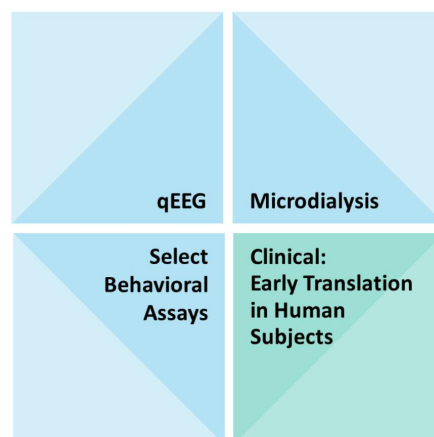 qEEG
Microdialysis
Select
Behavioral
Assays
Clinical:
Early Translation
in Human
Subjects